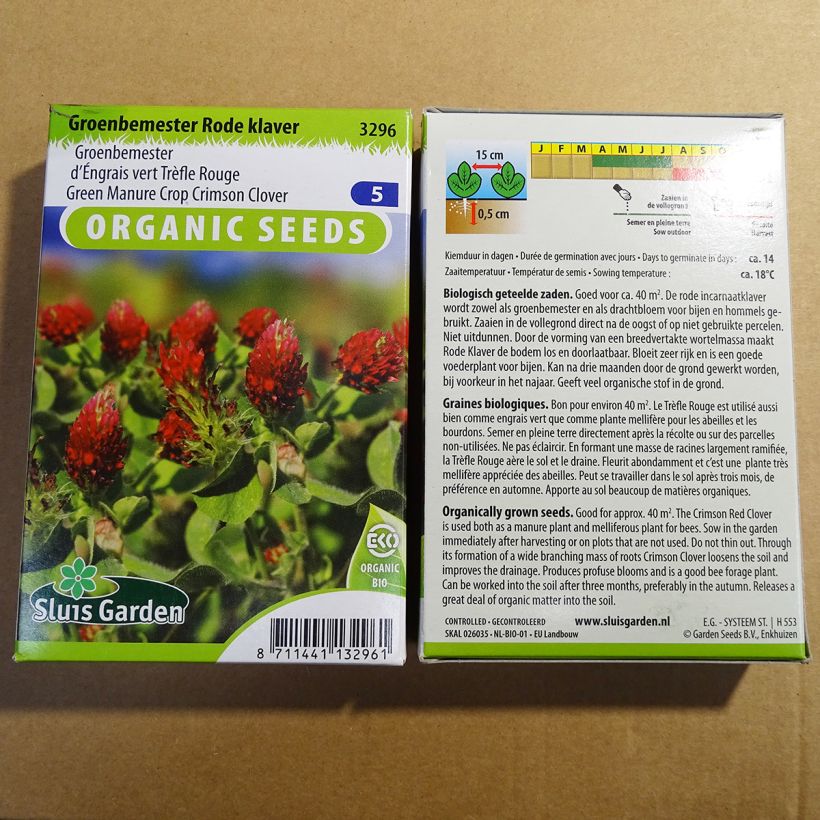 Groenbemester Rode klaver
3296
Groenbemester
d'Éngrais vert Trèfle Rouge
Green Manure Crop Crimson Clover
5
ORGANIC SEEDS
EKO
ORGANIC
BIO
SLUIS GARDEN
8 711441 132961
J F M A M J J A S O
15 cm
0,5 cm
Zaaien in
de vollegrond
Semer en pleine terre
Sow outdoor
Harvest
Kiemduur in dagen • Durée de germination avec jours • Days to germinate in days : ca. 14
Zaaitemperatuur • Températur de semis • Sowing temperature : ca. 18°C
Biologisch geteelde zaden. Goed voor ca. 40 m². De rode incarnaatklaver
wordt zowel als groenbemester en als drachtbloem voor bijen en hommels ge-
bruikt. Zaaien in de vollegrond direct na de oogst of op niet gebruikte percelen.
Niet uitdunnen. Door de vorming van een breedvertakte wortelmassa maakt
Rode Klaver de bodem los en doorlaatbaar. Bloeit zeer rijk en is een goede
voederplant voor bijen. Kan na drie maanden door de grond gewerkt worden,
bij voorkeur in het najaar. Geeft veel organische stof in de grond.
Graines biologiques. Bon pour environ 40 m². Le Trèfle Rouge est utilisé aussi
bien comme engrais vert que comme plante mellifère pour les abeilles et les
bourdons. Semer en pleine terre directement après la récolte ou sur des parcelles
non-utilisées. Ne pas éclaircir. En formant une masse de racines largement ramifiée,
la Trèfle Rouge aère le sol et le draine. Fleurit abondamment et c'est une plante très
mellifère appréciée des abeilles. Peut se travailler dans le sol après trois mois, de
préférence en automne. Apporte au sol beaucoup de matières organiques.
Organically grown seeds. Good for approx. 40 m². The Crimson Red Clover
is used both as a manure plant and melliferous plant for bees. Sow in the garden
immediately after harvesting or on plots that are not used. Do not thin out. Through
its formation of a wide branching mass of roots Crimson Clover loosens the soil and
improves the drainage. Produces profuse blooms and is a good bee forage plant.
Can be worked into the soil after three months, preferably in the autumn. Releases a
great deal of organic matter into the soil.
CONTROLLED • GECONTROLEERD
www.sluisgarden.nl
E.G. - SYSTEEM ST. | H 553
SKAL 026035 • NL-BIO-01 • EU Landbouw
© Garden Seeds B.V., Enkhuizen